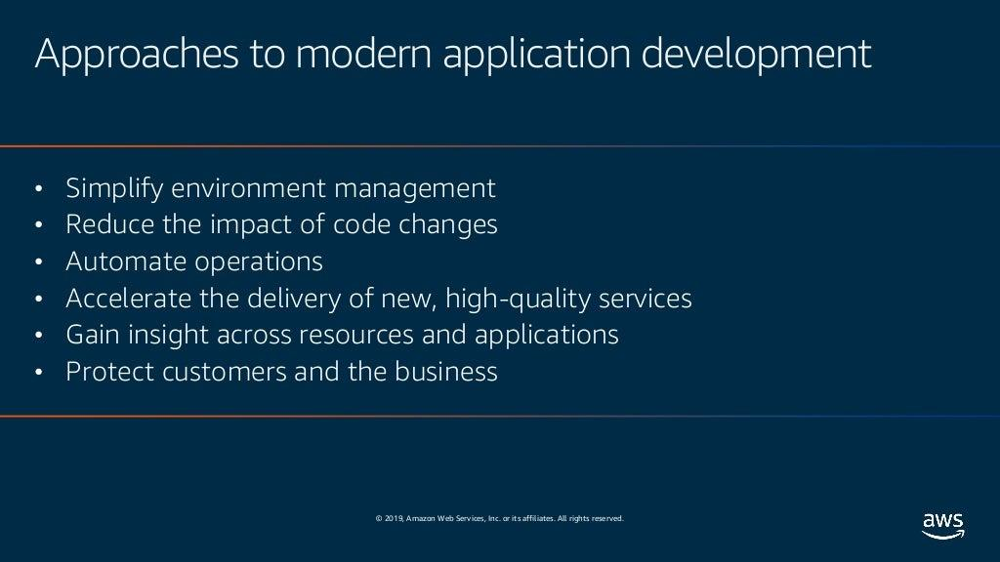 Approaches to modern application development
• Simplify environment management
• Reduce the impact of code changes
• Automate operations
• Accelerate the delivery of new, high-quality services
• Gain insight across resources and applications
• Protect customers and the business
© 2019, Amazon Web Services, Inc. or its affiliates. All rights reserved.
aws